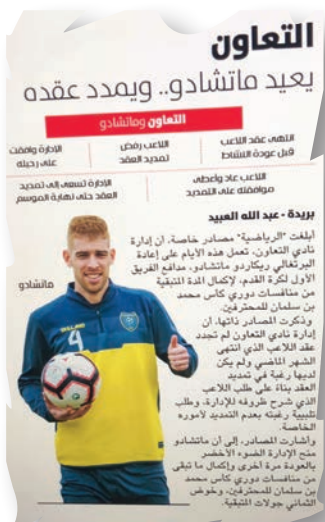 التعاون
يعيد ماتشادو.. ويمدد عقده
التعاون وماتشادو
انتهى عقد اللاعب
قبل عودة النشاط
اللاعب رفض
تمديد العقد
الإدارة وافقت
على رحيله
اللاعب عاد وأعطى
موافقته على التمديد
الإدارة تسعى إلى تمديد
العقد حتى نهاية الموسم
بريدة - عبد الله العبيد
أبلغت "الرياضية" مصادر خاصة، أن إدارة
نادي التعاون، تعمل هذه الأيام على إعادة
البرتغالي ريكاردو ماتشادو، مدافع الفريق
الأول لكرة القدم، لإكمال المدة المتبقية
من منافسات دوري كأس محمد
بن سلمان للمحترفين.
وذكرت المصادر ذاتها، أن
إدارة نادي التعاون لم تجدد
عقد اللاعب الذي انتهى
الشهر الماضي ولم يكن
لديها رغبة في تمديد
العقد بناءً على طلب اللاعب
الذي شرح ظروفه للإدارة، وطلب
تلبية رغبته بعدم التمديد لأموره
الخاصة.
وأشارت المصادر، إلى أن ماتشادو
منح الإدارة الضوء الأخضر
بالعودة مرة أخرى وإكمال ما تبقى
من منافسات دوري كأس محمد
بن سلمان للمحترفين، وخوض
الثماني جولات المتبقية.
ماتشادو
4